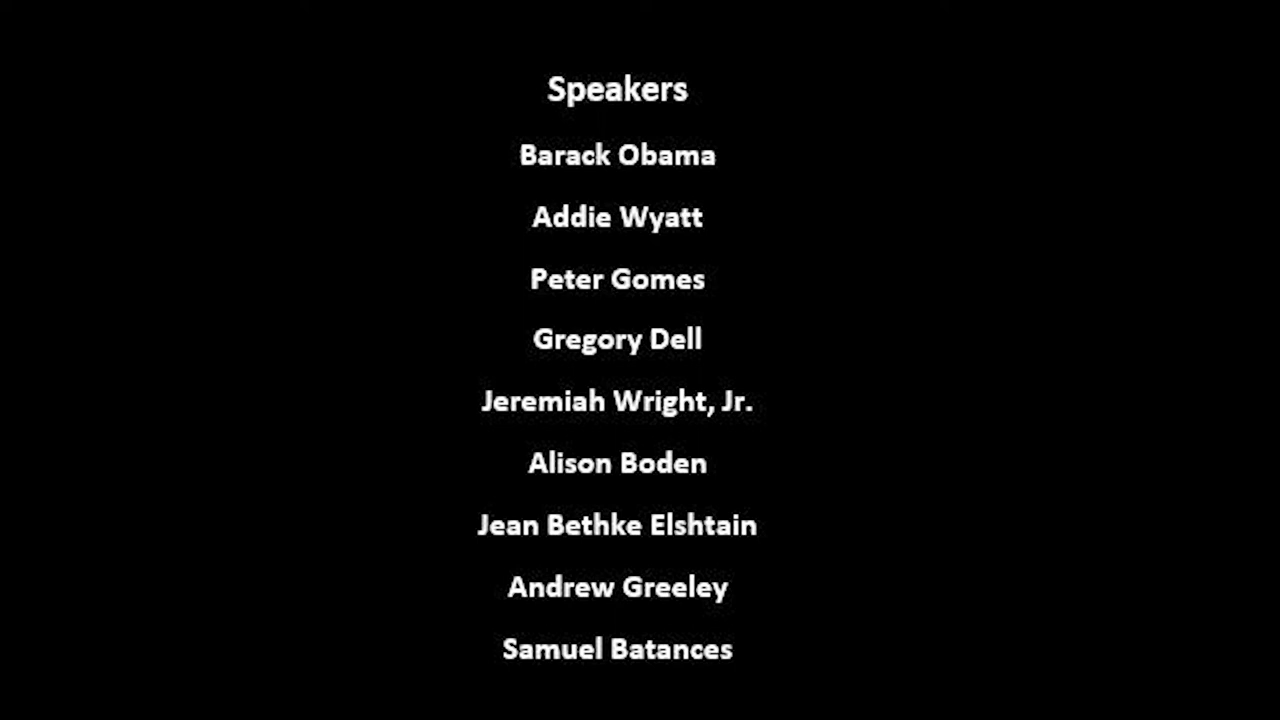 Speakers
Barack Obama
Addie Wyatt
Peter Gomes
Gregory Dell
Jeremiah Wright, Jr.
Alison Boden
Jean Bethke Elshtain
Andrew Greeley
Samuel Batances